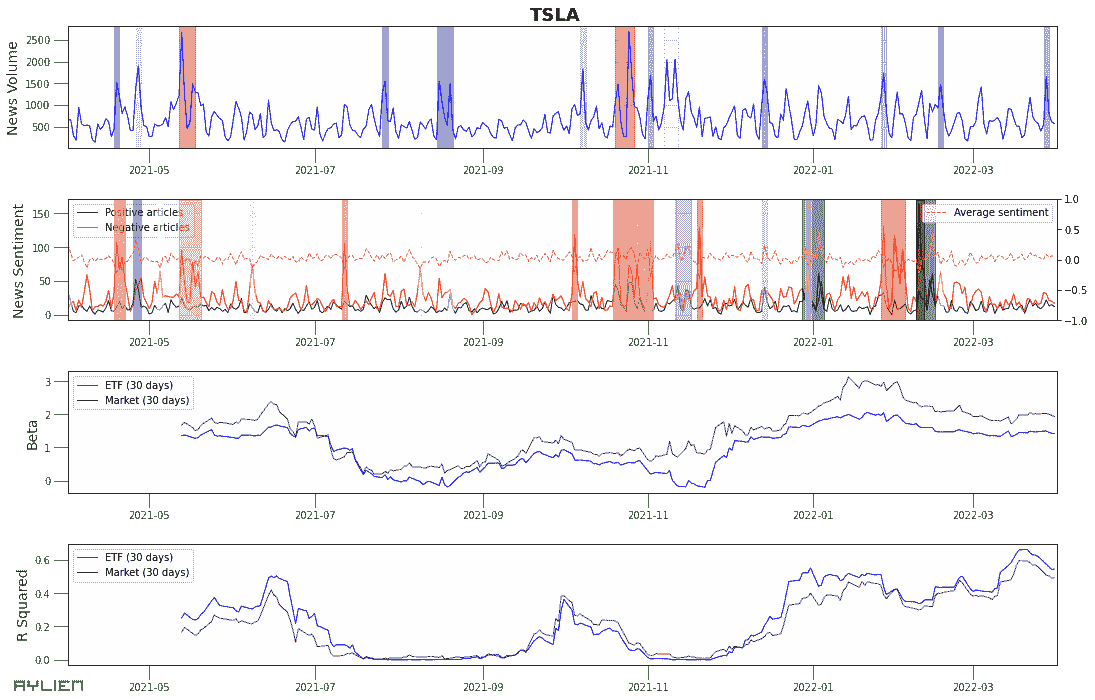 TSLA
News Volume
2500
2000
1500
1000
500
2021-05 2021-07 2021-09 2021-11 2022-01 2022-03
News Sentiment
150
100
50
0
Positive articles
Negative articles
Average sentiment
1.0
0.5
0.0
−0.5
−1.0
2021-05 2021-07 2021-09 2021-11 2022-01 2022-03
Beta
3
2
1
0
ETF (30 days)
Market (30 days)
2021-05 2021-07 2021-09 2021-11 2022-01 2022-03
R Squared
0.6
0.4
0.2
0.0
ETF (30 days)
Market (30 days)
2021-05 2021-07 2021-09 2021-11 2022-01 2022-03
AYLIEN